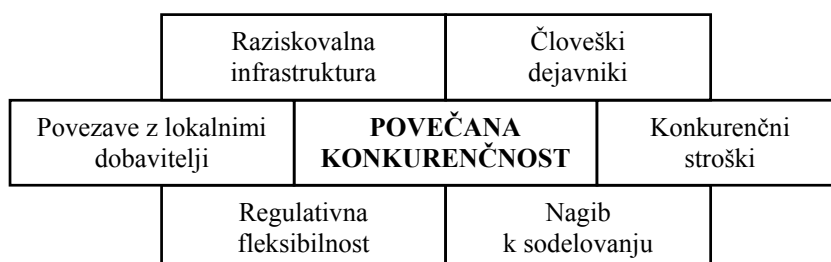 Raziskovalna
infrastruktura
Človeški
dejavniki
Povezave z lokalnimi
dobavitelji
POVEČANA
KONKURENČNOST
Konkurenčni
stroški
Regulativna
fleksibilnost
Nagib
k sodelovanju